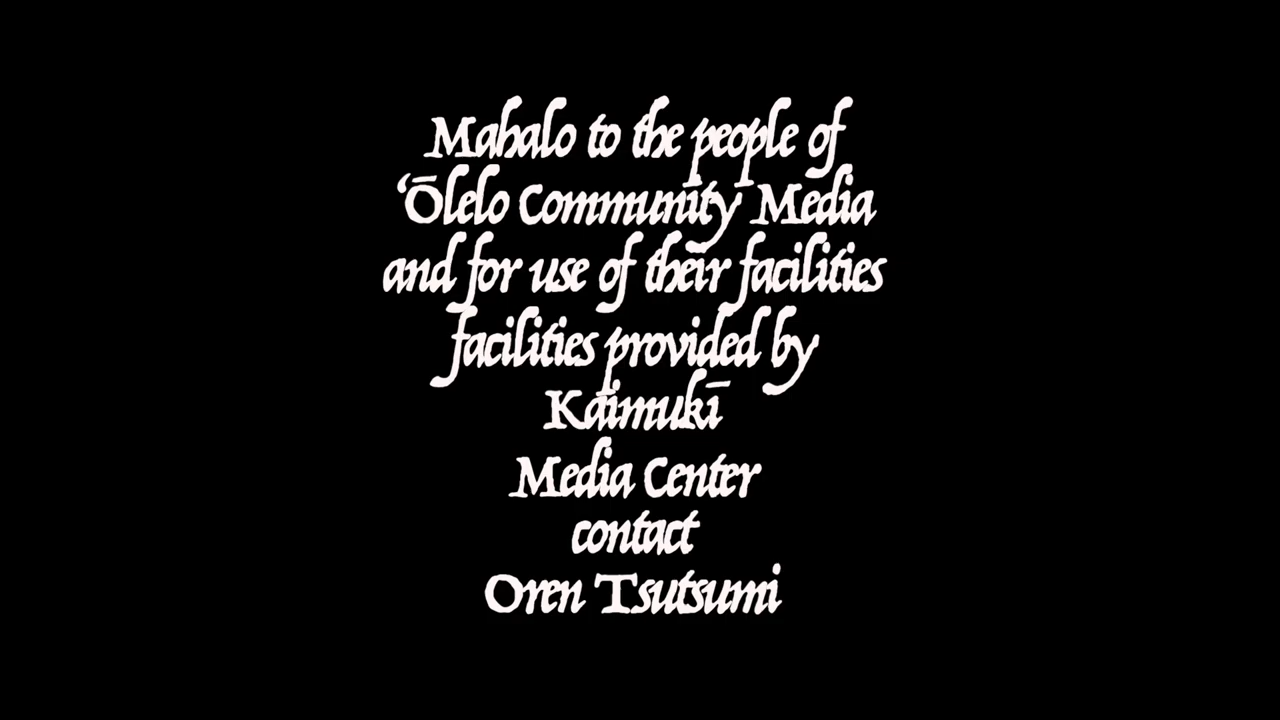 Mahalo to the people of
‘Ōlelo Community Media
and for use of their facilities
facilities provided by
Kaimukī
Media Center
contact
Oren Tsutsumi